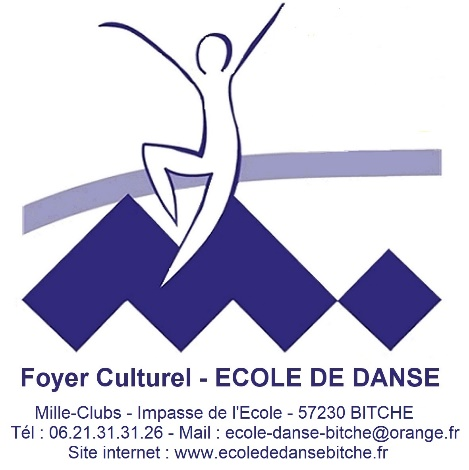 Foyer Culturel - ECOLE DE DANSE
Mille-Clubs - Impasse de l'Ecole - 57230 BITCHE
Tél : 06.21.31.31.26 - Mail : ecole-danse-bitche@orange.fr
Site internet : www.ecolededansebitche.fr